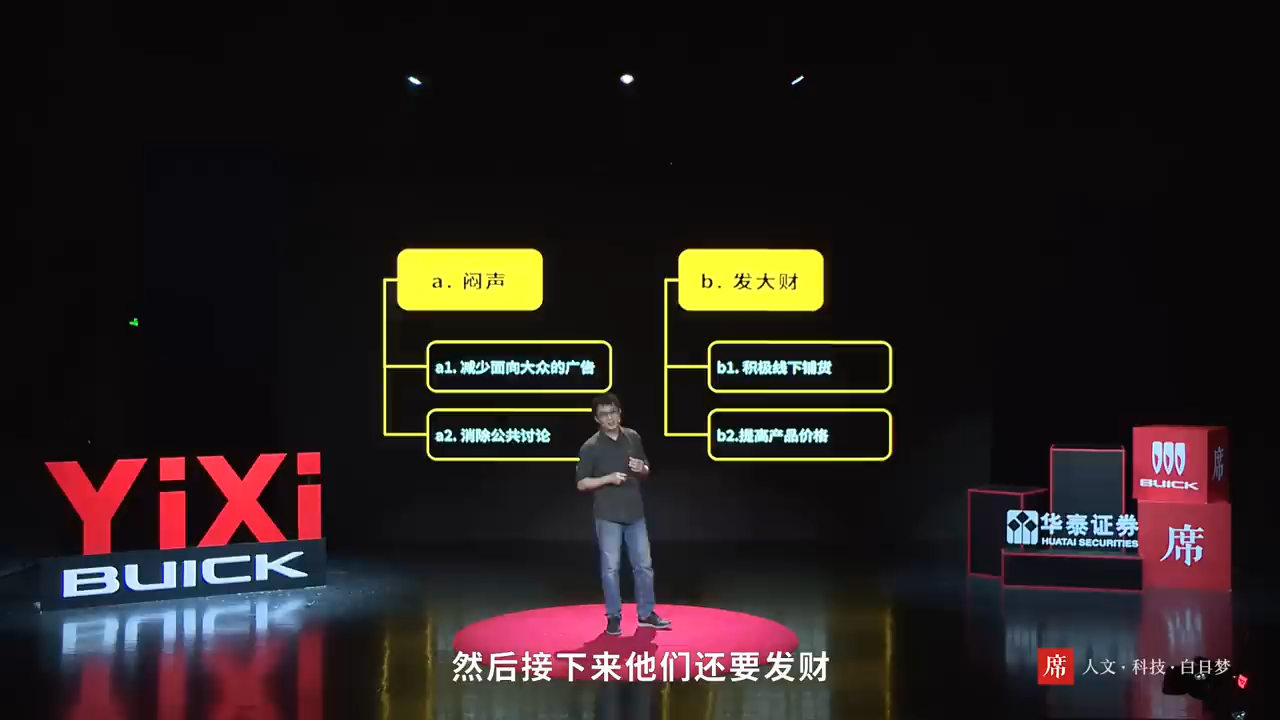 a. 闷声
b. 发大财
a1. 减少面向大众的广告
b1. 积极线下铺货
a2. 消除公共讨论
b2.提高产品价格
YiXi
BUICK
BUICK
席
华泰证券
HUATAI SECURITIES
席
然后接下来他们还要发财
席 人文·科技·白日梦